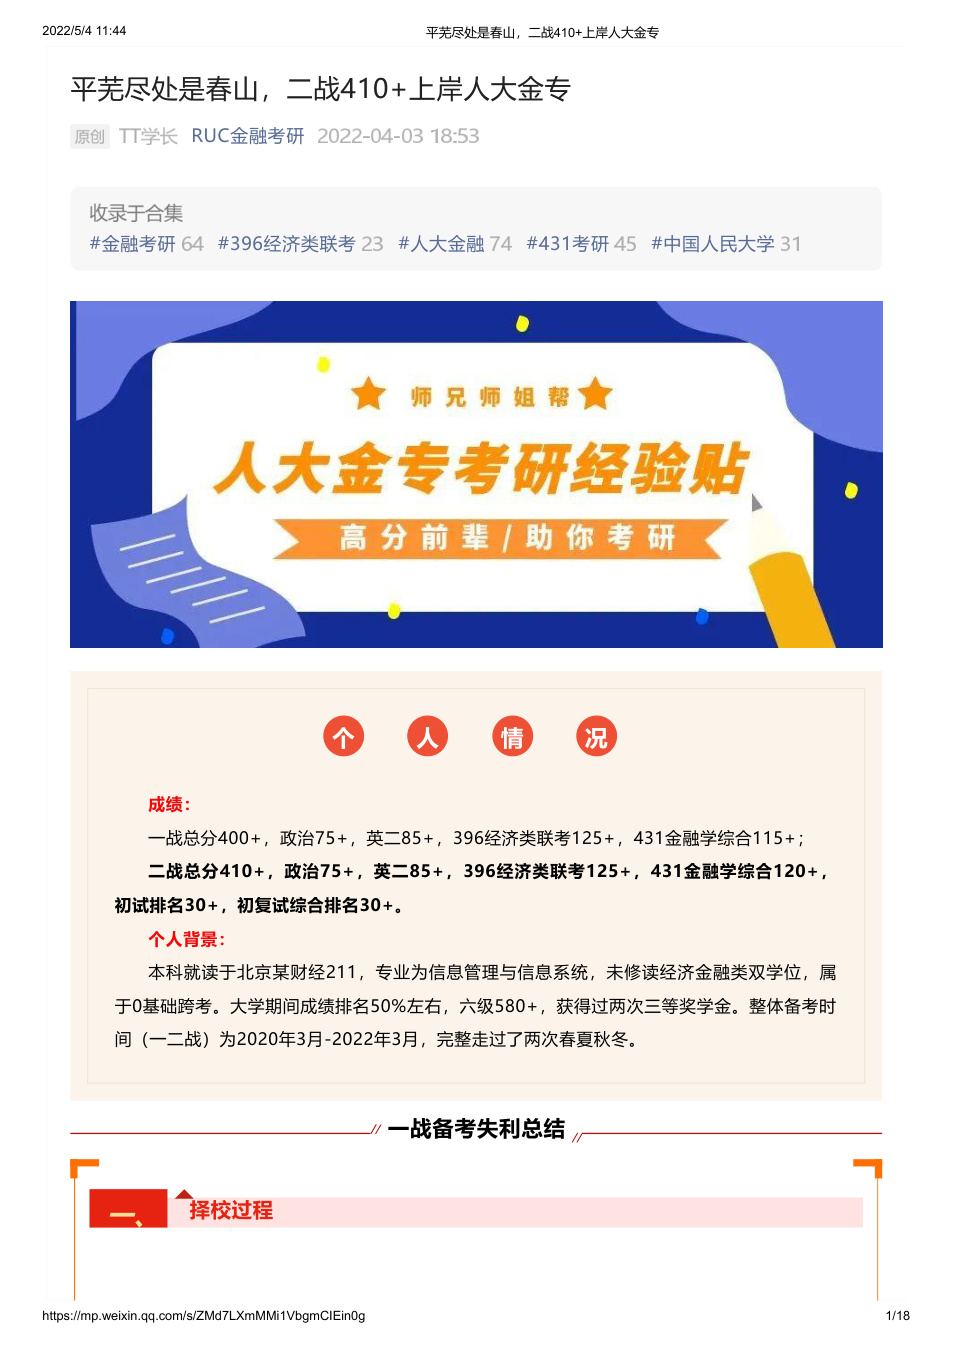 2022/5/4 11:44
平芜尽处是春山，二战410+上岸人大金专
平芜尽处是春山，二战410+上岸人大金专
原创 TT学长 RUC金融考研 2022-04-03 18:53
收录于合集
#金融考研 64 #396经济类联考 23 #人大金融 74 #431考研 45 #中国人民大学 31
师兄师姐帮
人大金专考研经验贴
高分前辈/助你考研
个人情况
成绩：
一战总分400+，政治75+，英二85+，396经济类联考125+，431金融学综合115+；
二战总分410+，政治75+，英二85+，396经济类联考125+，431金融学综合120+，
初试排名30+，初复试综合排名30+。
个人背景：
本科就读于北京某财经211，专业为信息管理与信息系统，未修读经济金融类双学位，属
于0基础跨考。大学期间成绩排名50%左右，六级580+，获得过两次三等奖学金。整体备考时
间（一二战）为2020年3月-2022年3月，完整走过了两次春夏秋冬。
// 一战备考失利总结 //
一、 择校过程
https://mp.weixin.qq.com/s/ZMd7LXmMMi1VbgmCIEin0g
1/18